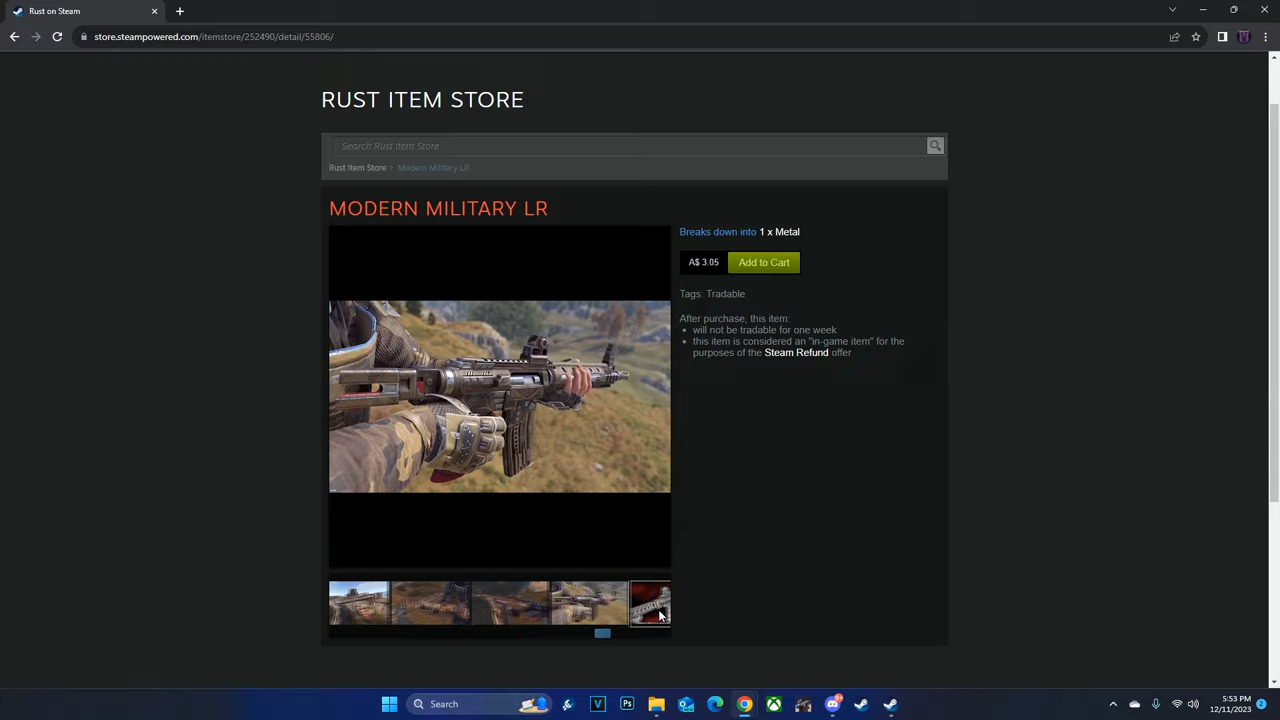 Rust on Steam
store.steampowered.com/itemstore/252490/detail/55806/
RUST ITEM STORE
Search Rust Item Store
Rust Item Store > Modern Military LR
MODERN MILITARY LR
Breaks down into 1 x Metal
A$ 3.05 Add to Cart
Tags: Tradable
After purchase, this item:
will not be tradable for one week
this item is considered an "in-game item" for the
purposes of the Steam Refund offer
Search
V
Ps
9+
5:53 PM
12/11/2023
2